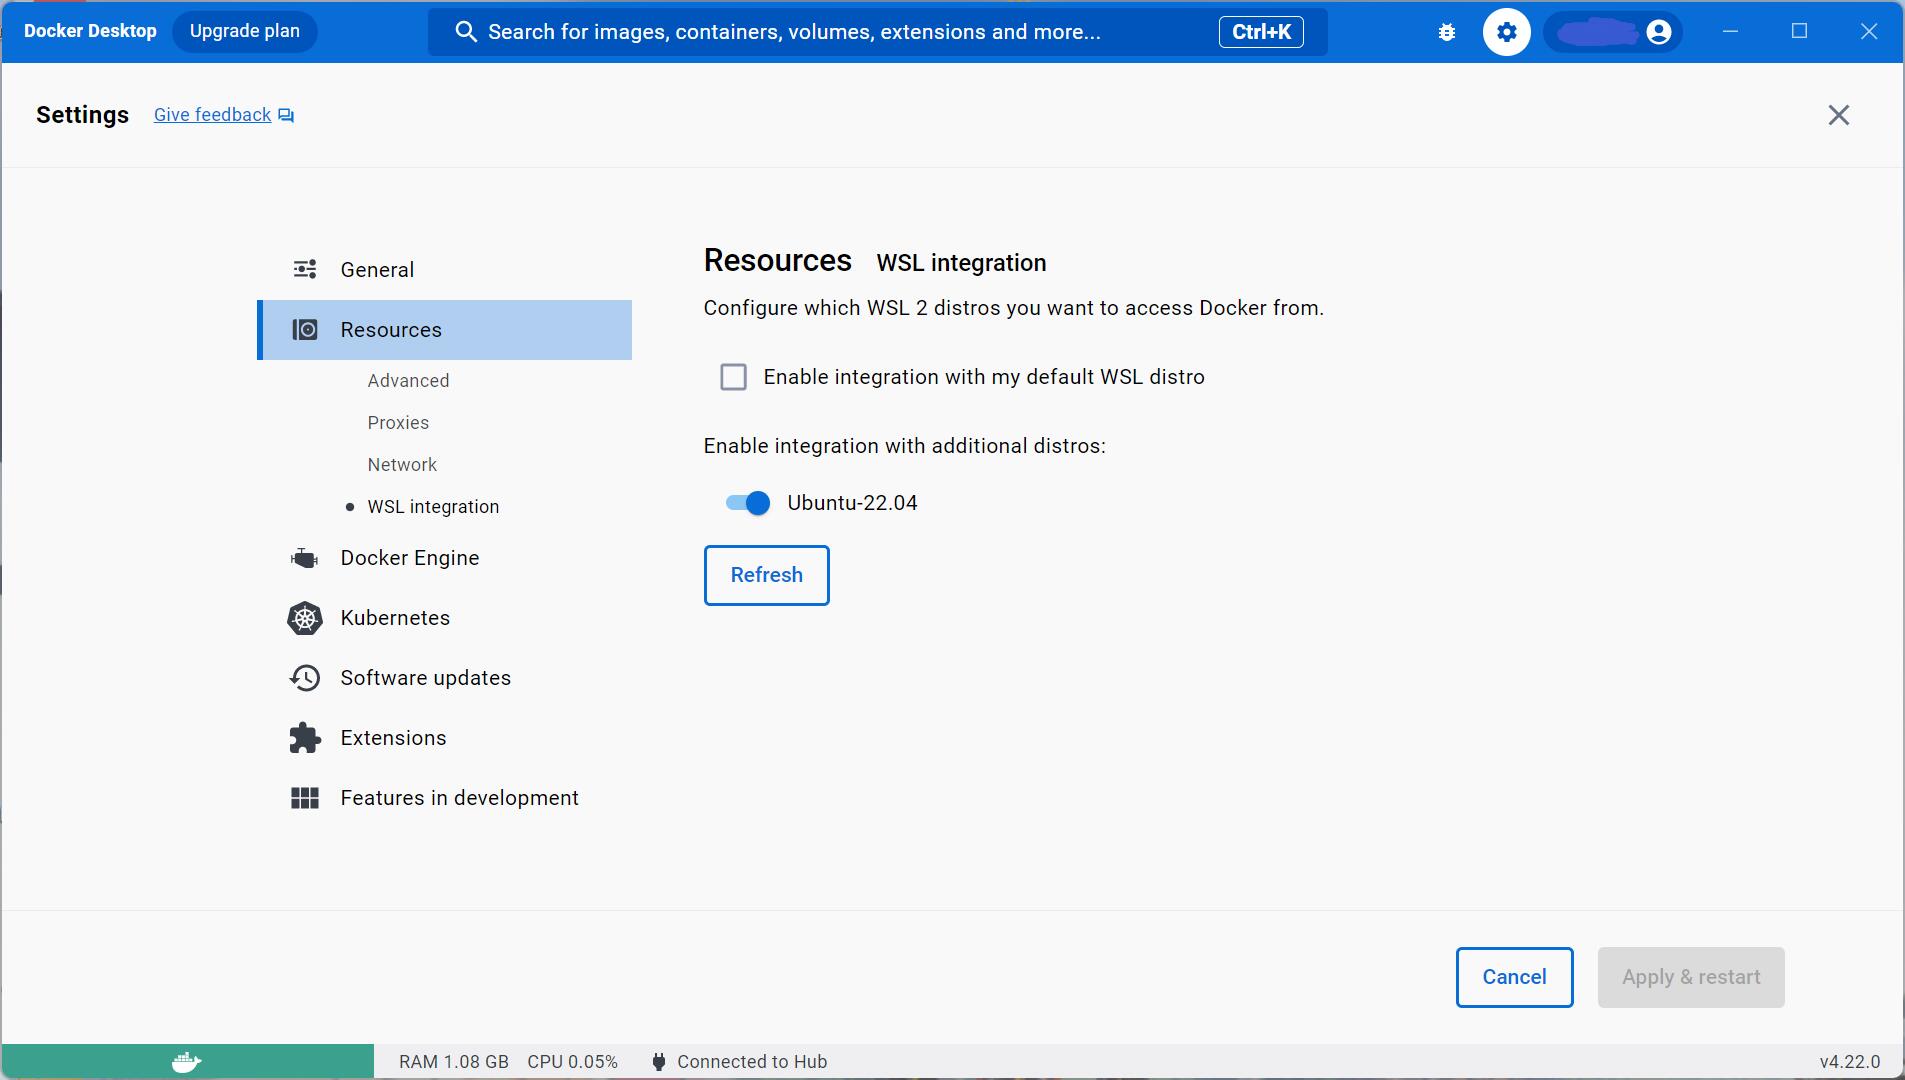 Docker Desktop
Upgrade plan
Search for images, containers, volumes, extensions and more...
Ctrl+K
Settings
Give feedback
General
Resources
Advanced
Proxies
Network
WSL integration
Docker Engine
Kubernetes
Software updates
Extensions
Features in development
Resources WSL integration
Configure which WSL 2 distros you want to access Docker from.
Enable integration with my default WSL distro
Enable integration with additional distros:
Ubuntu-22.04
Refresh
Cancel
Apply & restart
RAM 1.08 GB CPU 0.05% Connected to Hub
v4.22.0